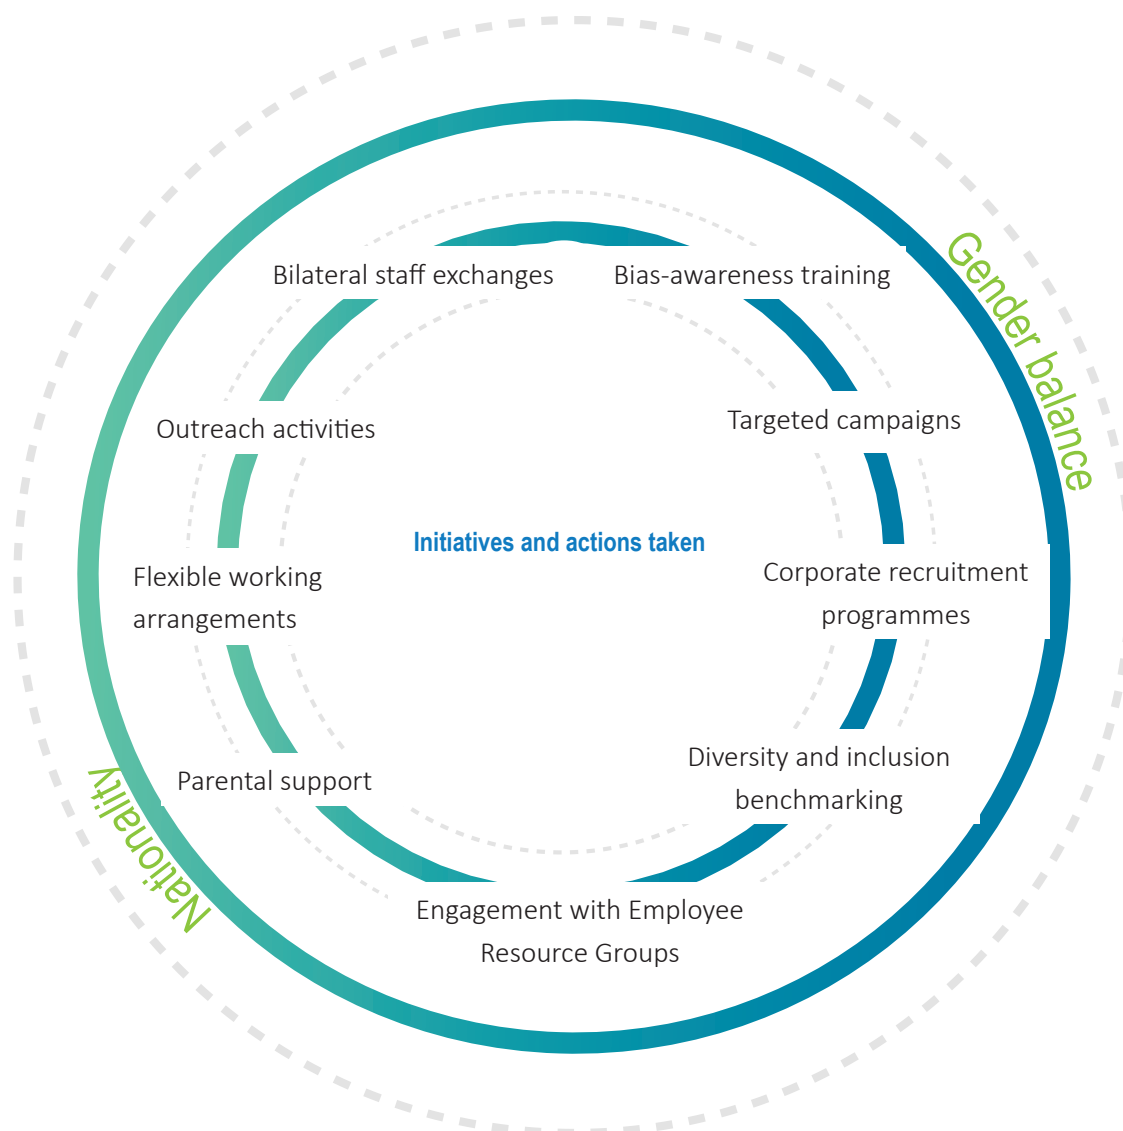 Gender balance
Bilateral staff exchanges
Bias-awareness training
Outreach activities
Targeted campaigns
Initiatives and actions taken
Flexible working
arrangements
Corporate recruitment
programmes
Parental support
Diversity and inclusion
benchmarking
Nationality
Engagement with Employee
Resource Groups